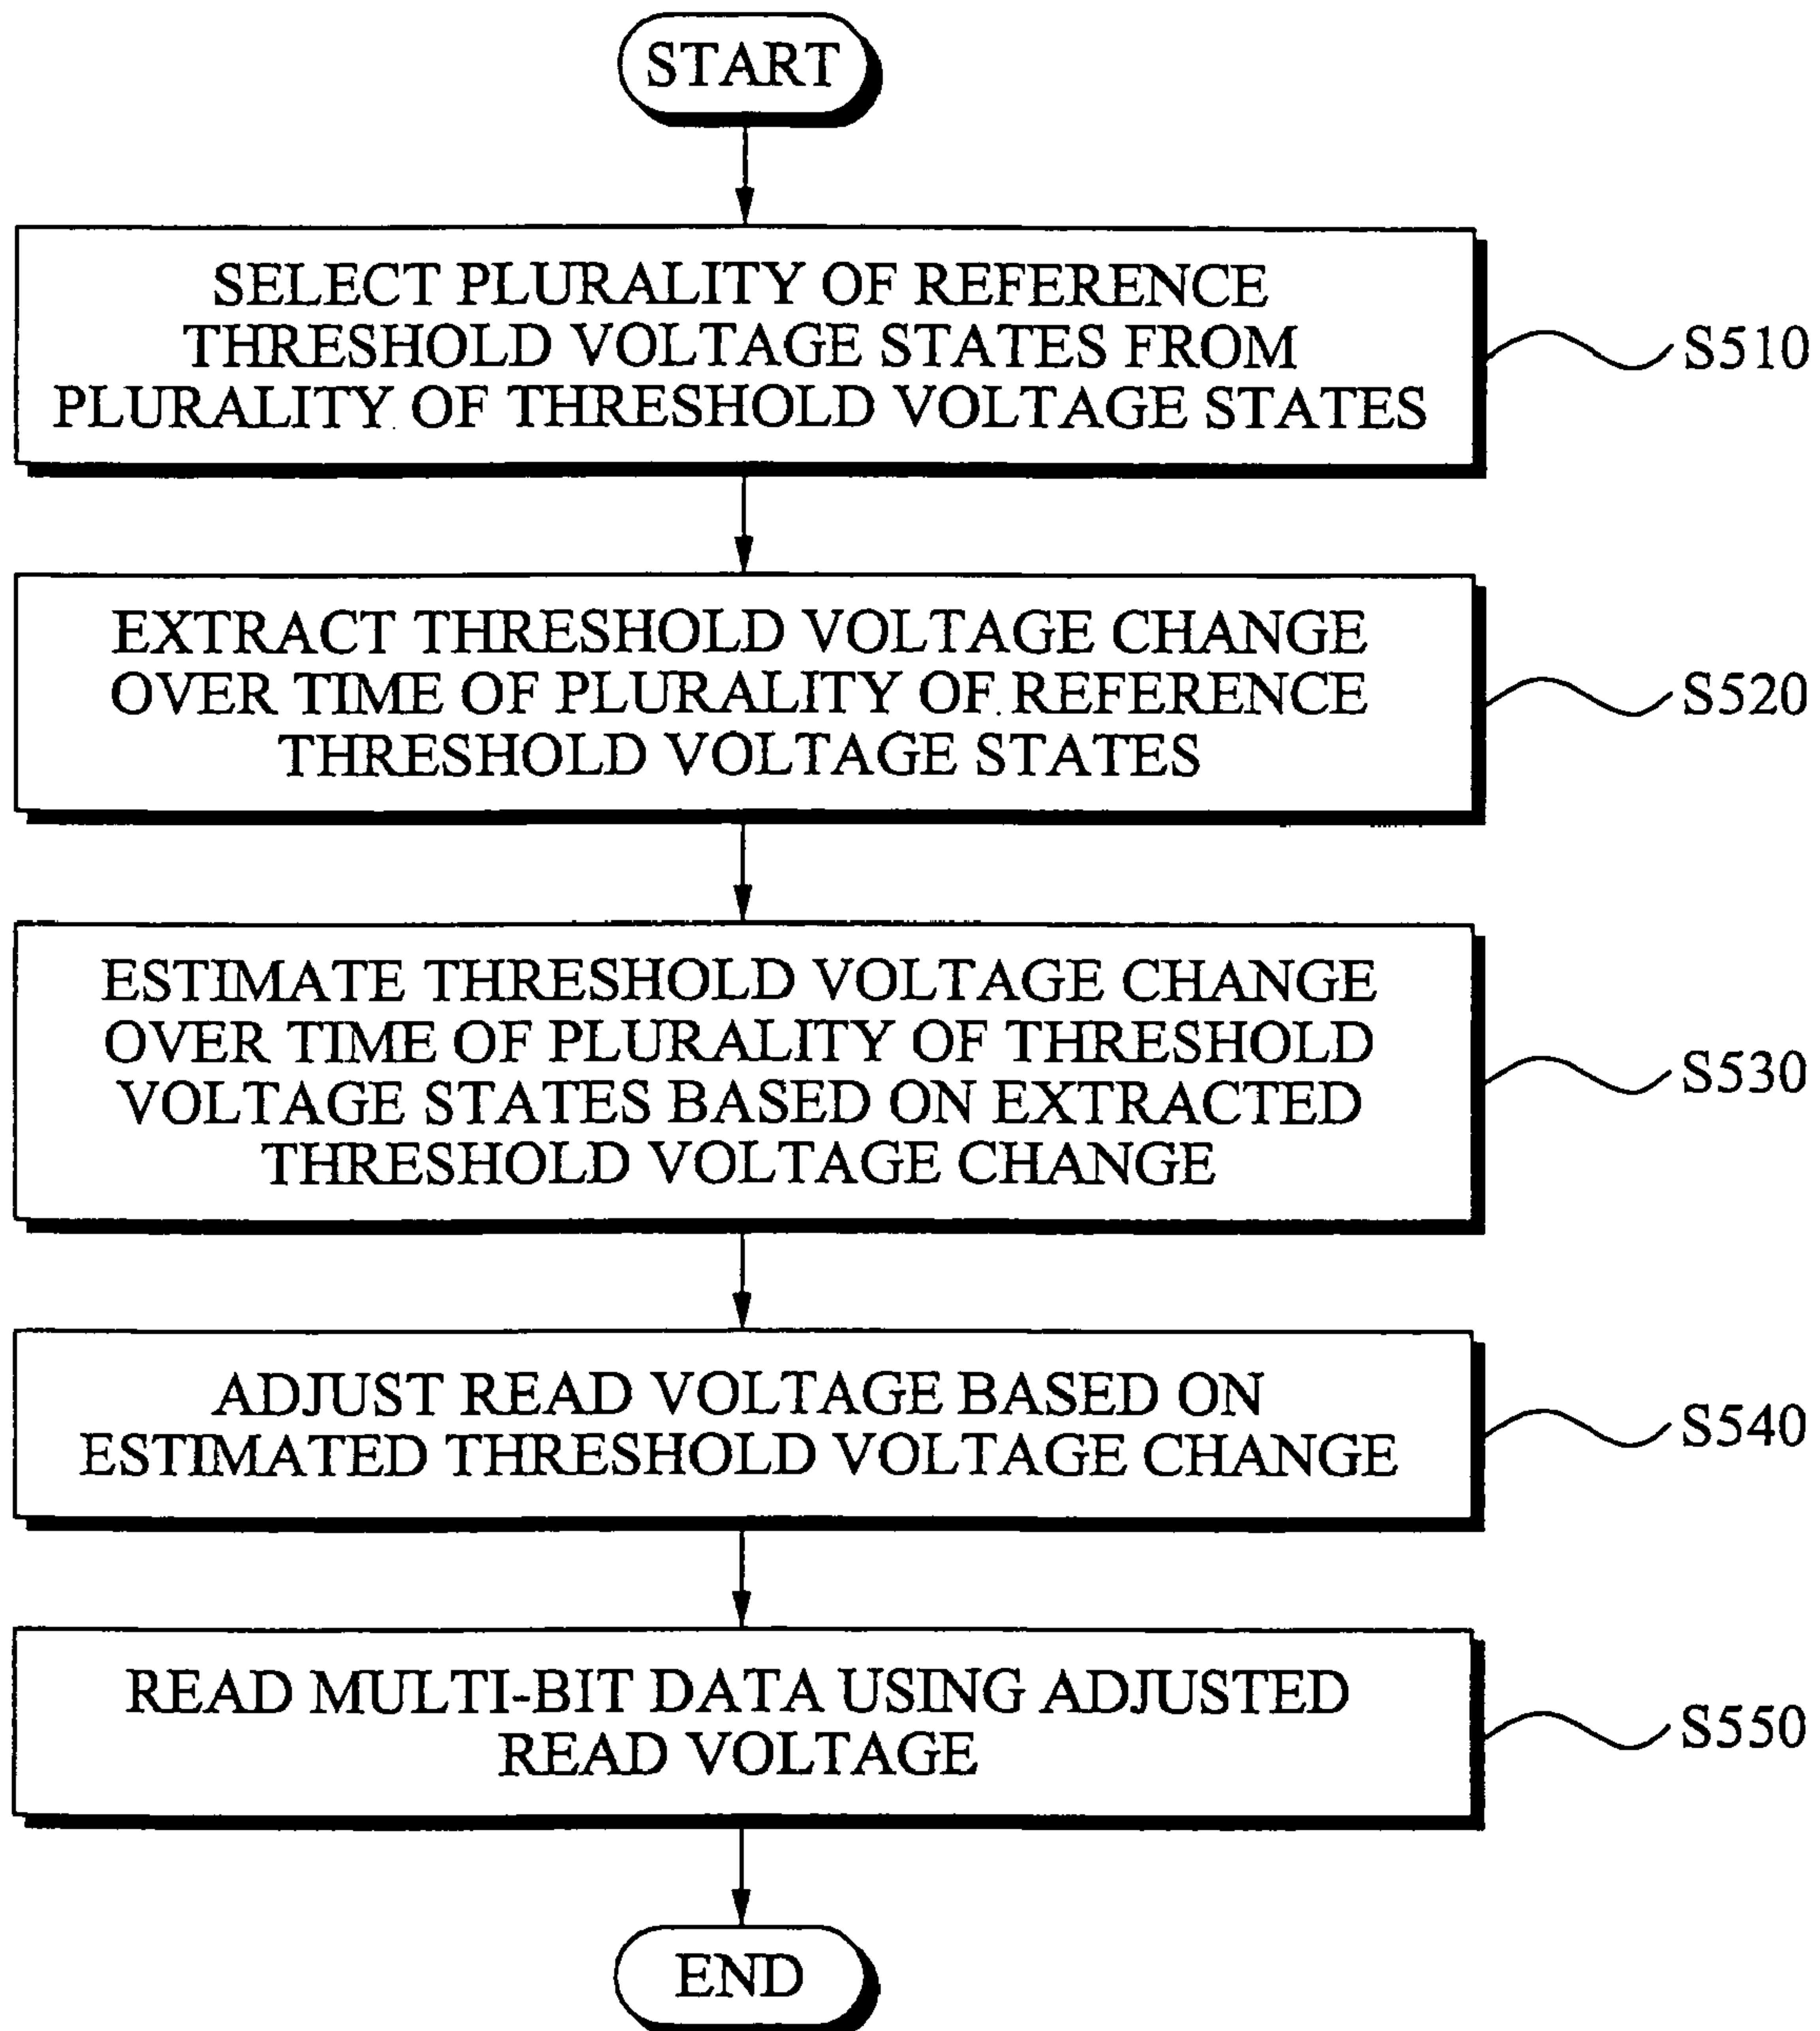 START
SELECT PLURALITY OF REFERENCE
THRESHOLD VOLTAGE STATES FROM
PLURALITY OF THRESHOLD VOLTAGE STATES
S510
EXTRACT THRESHOLD VOLTAGE CHANGE
OVER TIME OF PLURALITY OF REFERENCE
THRESHOLD VOLTAGE STATES
S520
ESTIMATE THRESHOLD VOLTAGE CHANGE
OVER TIME OF PLURALITY OF THRESHOLD
VOLTAGE STATES BASED ON EXTRACTED
THRESHOLD VOLTAGE CHANGE
S530
ADJUST READ VOLTAGE BASED ON
ESTIMATED THRESHOLD VOLTAGE CHANGE
S540
READ MULTI-BIT DATA USING ADJUSTED
READ VOLTAGE
S550
END